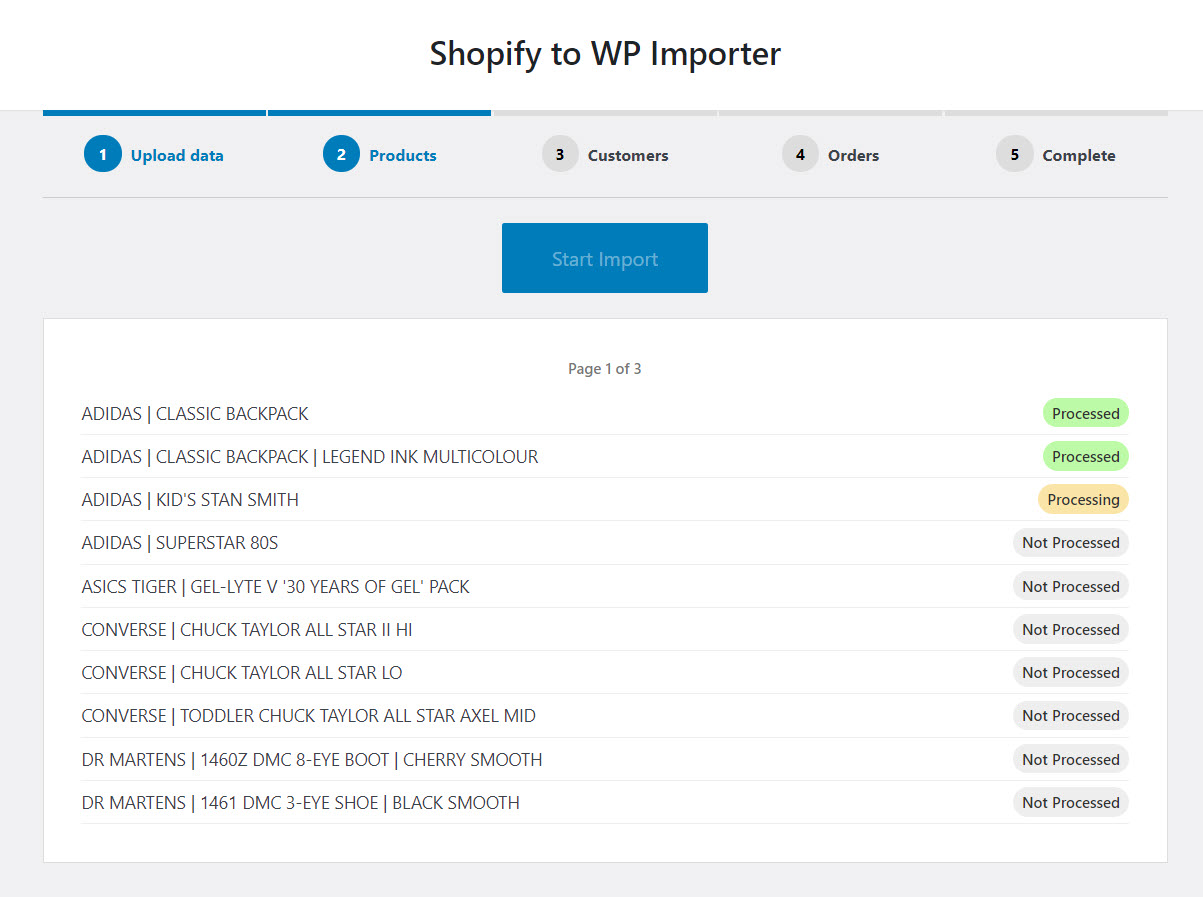 Shopify to WP Importer
1 Upload data 2 Products 3 Customers 4 Orders 5 Complete
Start Import
Page 1 of 3
ADIDAS | CLASSIC BACKPACK Processed
ADIDAS | CLASSIC BACKPACK | LEGEND INK MULTICOLOUR Processed
ADIDAS | KID'S STAN SMITH Processing
ADIDAS | SUPERSTAR 80S Not Processed
ASICS TIGER | GEL-LYTE V '30 YEARS OF GEL' PACK Not Processed
CONVERSE | CHUCK TAYLOR ALL STAR II HI Not Processed
CONVERSE | CHUCK TAYLOR ALL STAR LO Not Processed
CONVERSE | TODDLER CHUCK TAYLOR ALL STAR AXEL MID Not Processed
DR MARTENS | 1460Z DMC 8-EYE BOOT | CHERRY SMOOTH Not Processed
DR MARTENS | 1461 DMC 3-EYE SHOE | BLACK SMOOTH Not Processed